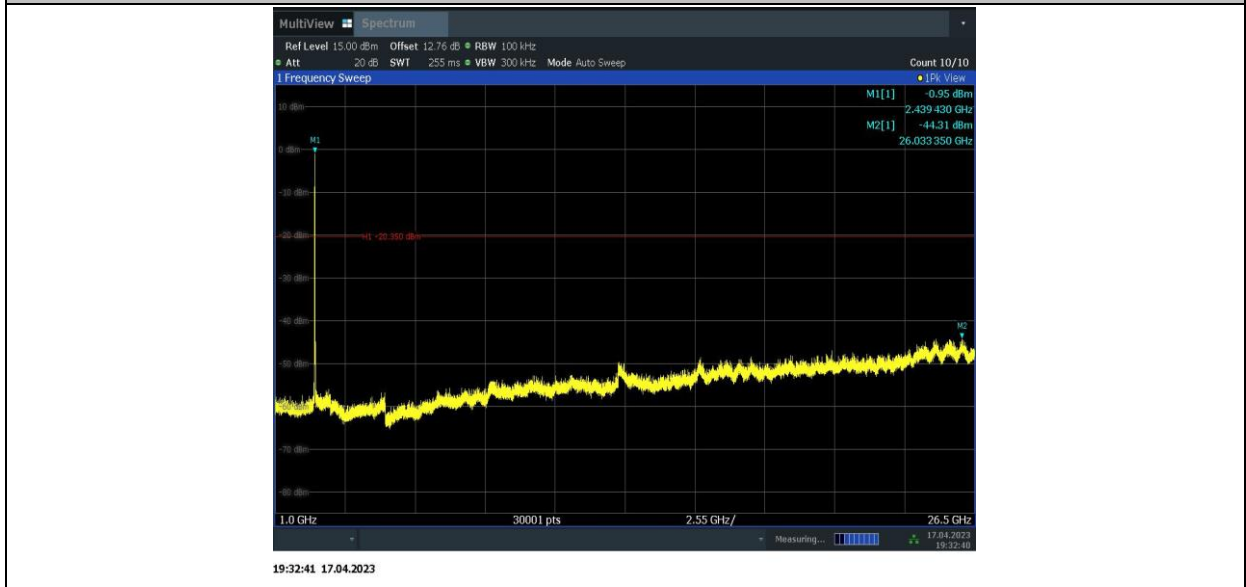 MultiView Spectrum
Ref Level 15.00 dBm Offset 12.76 dB RBW 100 kHz
Att 20 dB SWT 255 ms VBW 300 kHz Mode Auto Sweep Count 10/10
1 Frequency Sweep 1Pk View
M1[1] -0.95 dBm
2.439 430 GHz
M2[1] -44.31 dBm
26.033 350 GHz
10 dBm
M1
0 dBm
-10 dBm
-20 dBm
H1 -20.350 dBm
-30 dBm
-40 dBm
M2
-50 dBm
-70 dBm
-80 dBm
1.0 GHz 30001 pts 2.55 GHz/ 26.5 GHz
Measuring... 17.04.2023
19:32:40
19:32:41 17.04.2023